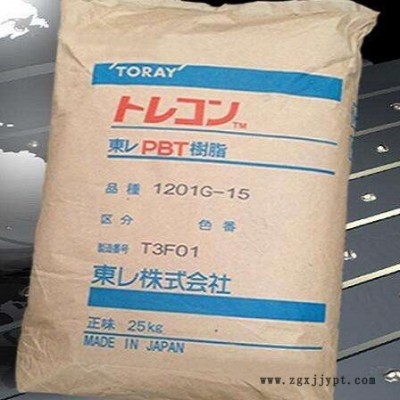 TORAY
トレコン™
東レPBT樹脂
品種 1201G-15
区分 色番
製造番号 T3F01
東レ株式会社
正味 25kg
MADE IN JAPAN
www.zgxjjypt.com